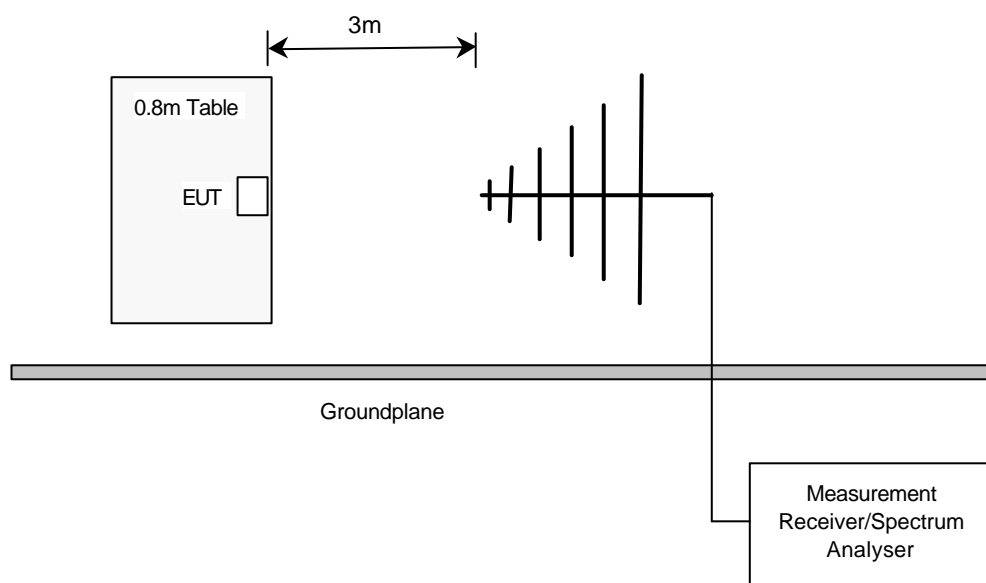 3m
0.8m Table
EUT
Groundplane
Measurement
Receiver/Spectrum
Analyser